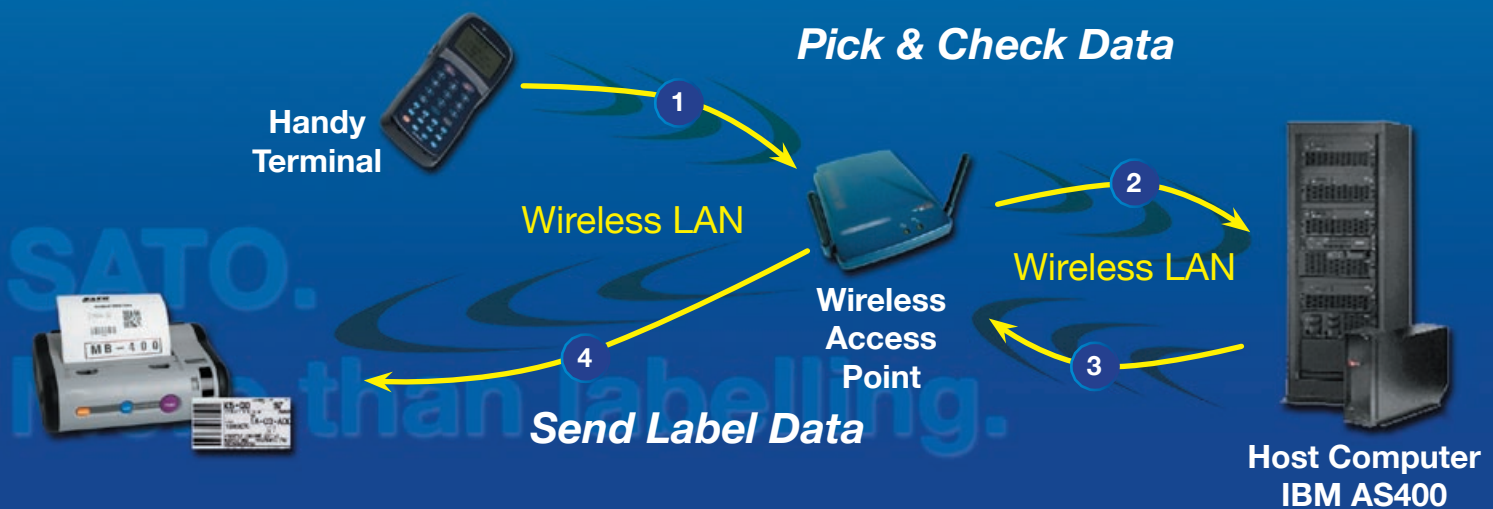 Pick & Check Data
1
Handy
Terminal
2
Wireless LAN
Wireless LAN
SATO.
Wireless
Access
Point
SATO
MB-400
4
3
than labelling.
Send Label Data
Host Computer
IBM AS400